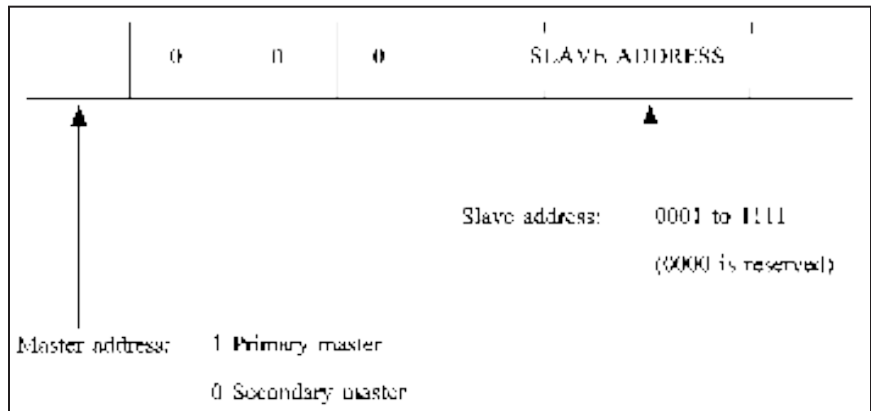 0 0 0 SLAVE ADDRESS
Slave address: 0001 to 1111
(0000 is reserved)
Master address: 1 Primary master
0 Secondary master